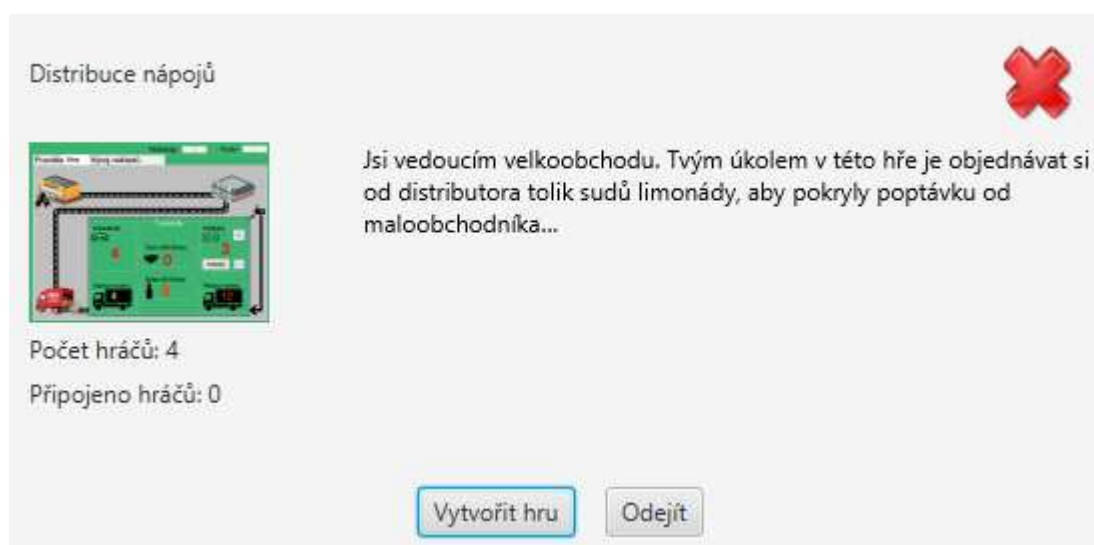 Distribuce nápojů
Jsi vedoucím velkoobchodu. Tvým úkolem v této hře je objednávat si
od distributora tolik sudů limonády, aby pokryly poptávku od
maloobchodníka...
Počet hráčů: 4
Připojeno hráčů: 0
Vytvořit hru
Odejít